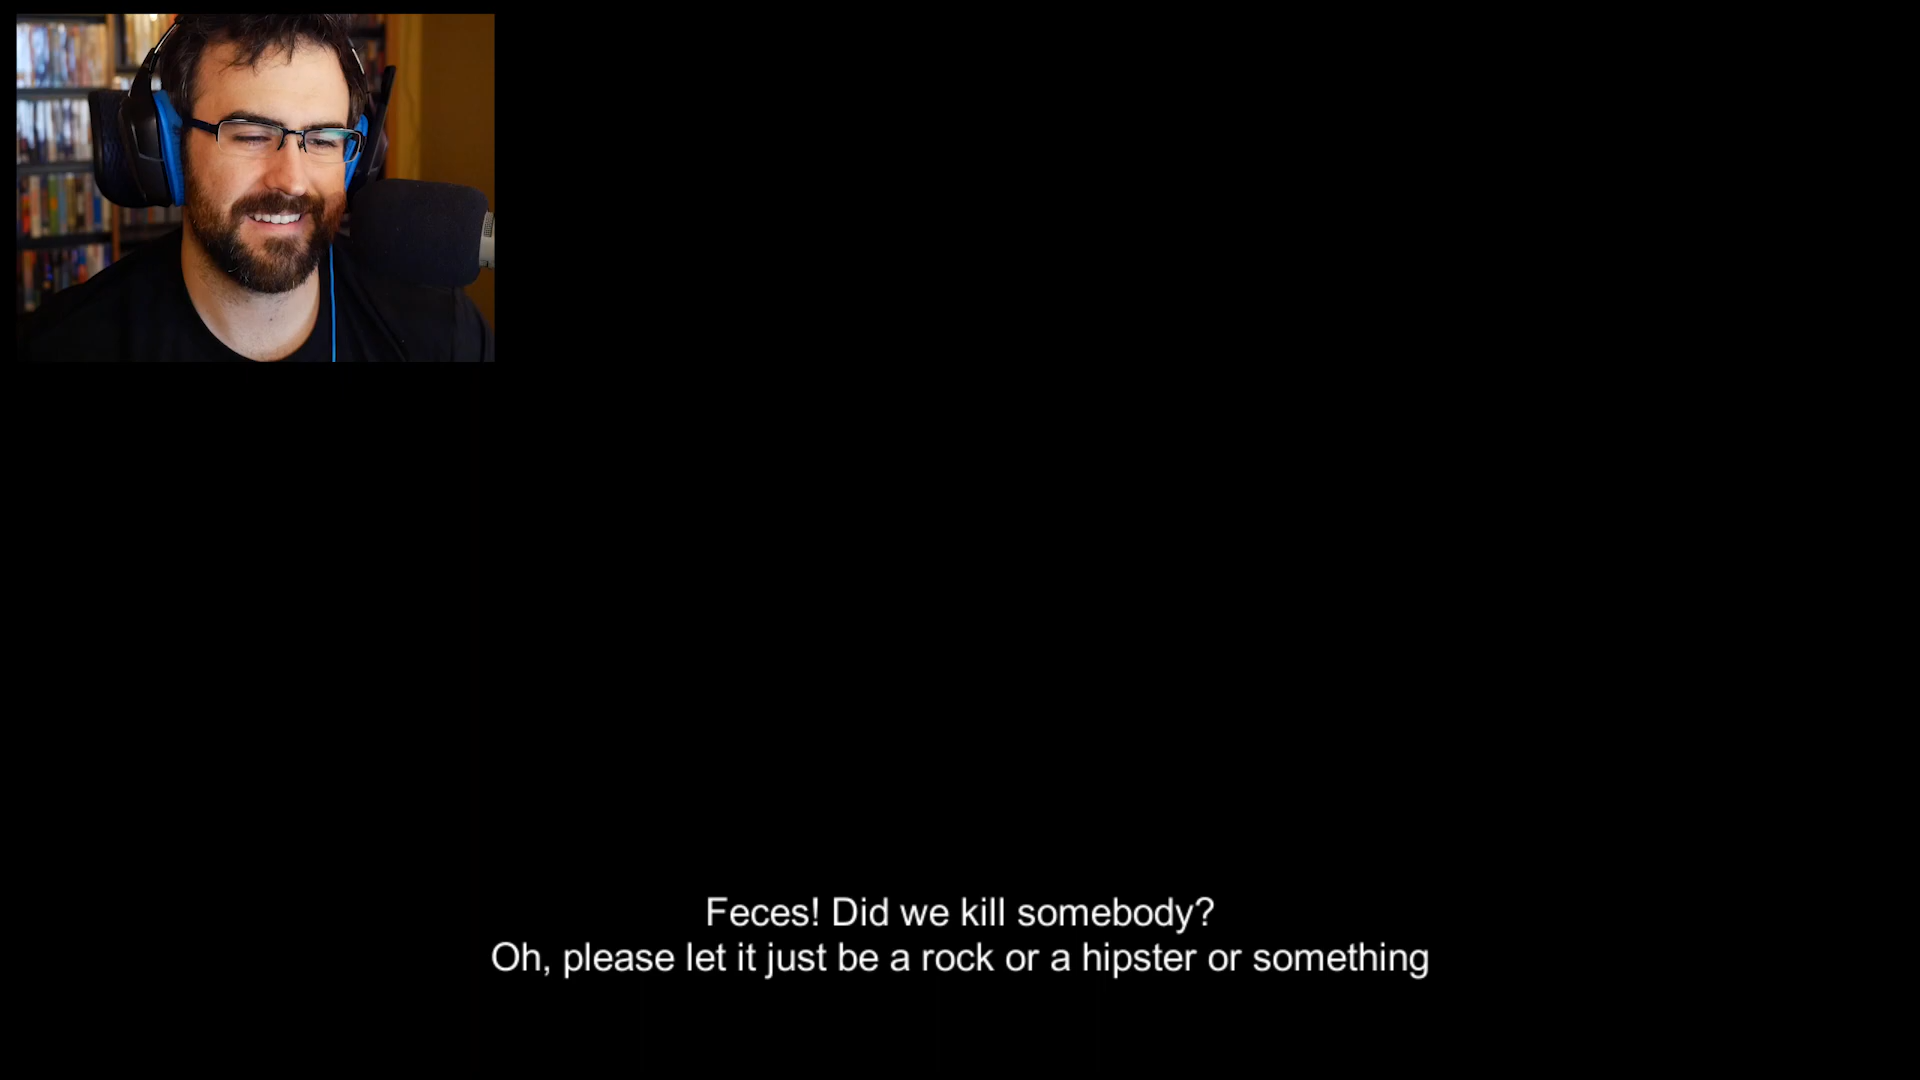 Feces! Did we kill somebody?
Oh, please let it just be a rock or a hipster or something